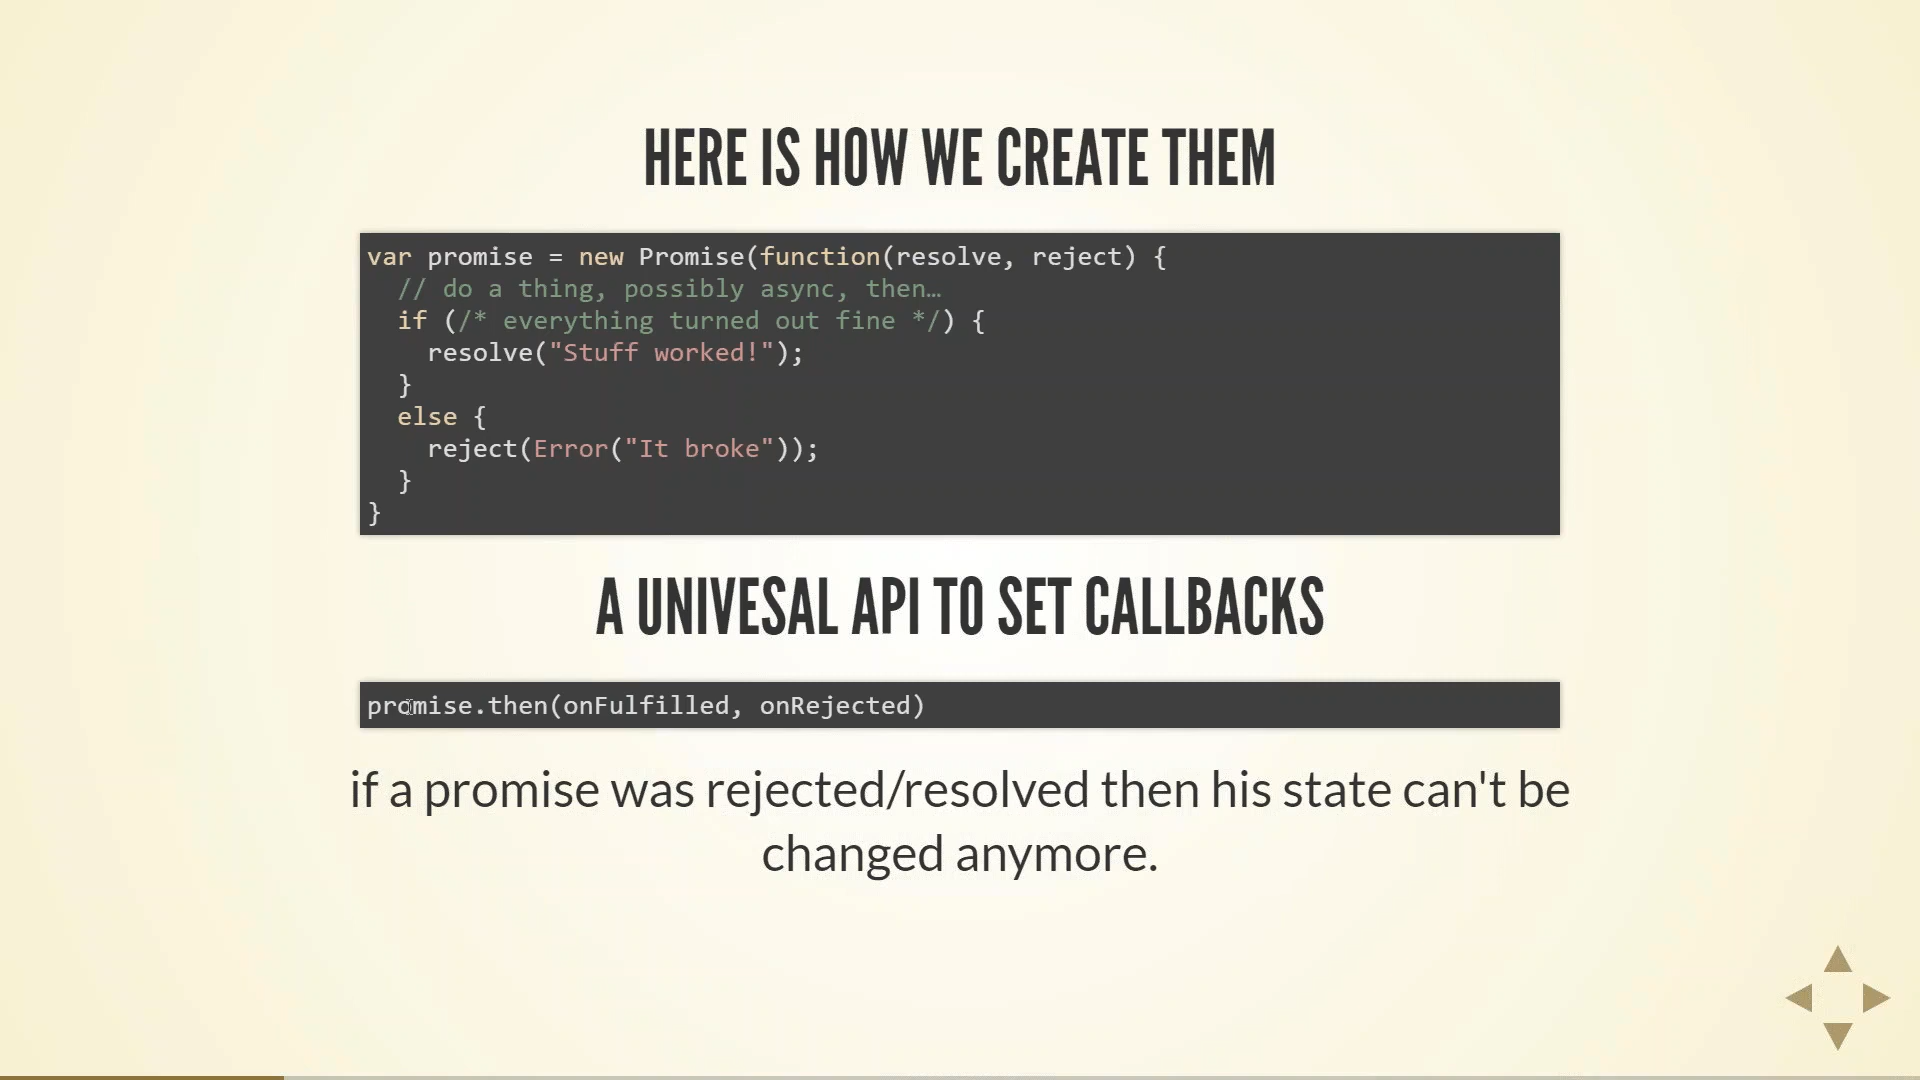 HERE IS HOW WE CREATE THEM
var promise = new Promise(function(resolve, reject) {
  // do a thing, possibly async, then…
  if (/* everything turned out fine */) {
    resolve("Stuff worked!");
  }
  else {
    reject(Error("It broke"));
  }
}
A UNIVESAL API TO SET CALLBACKS
promise.then(onFulfilled, onRejected)
if a promise was rejected/resolved then his state can't be
changed anymore.